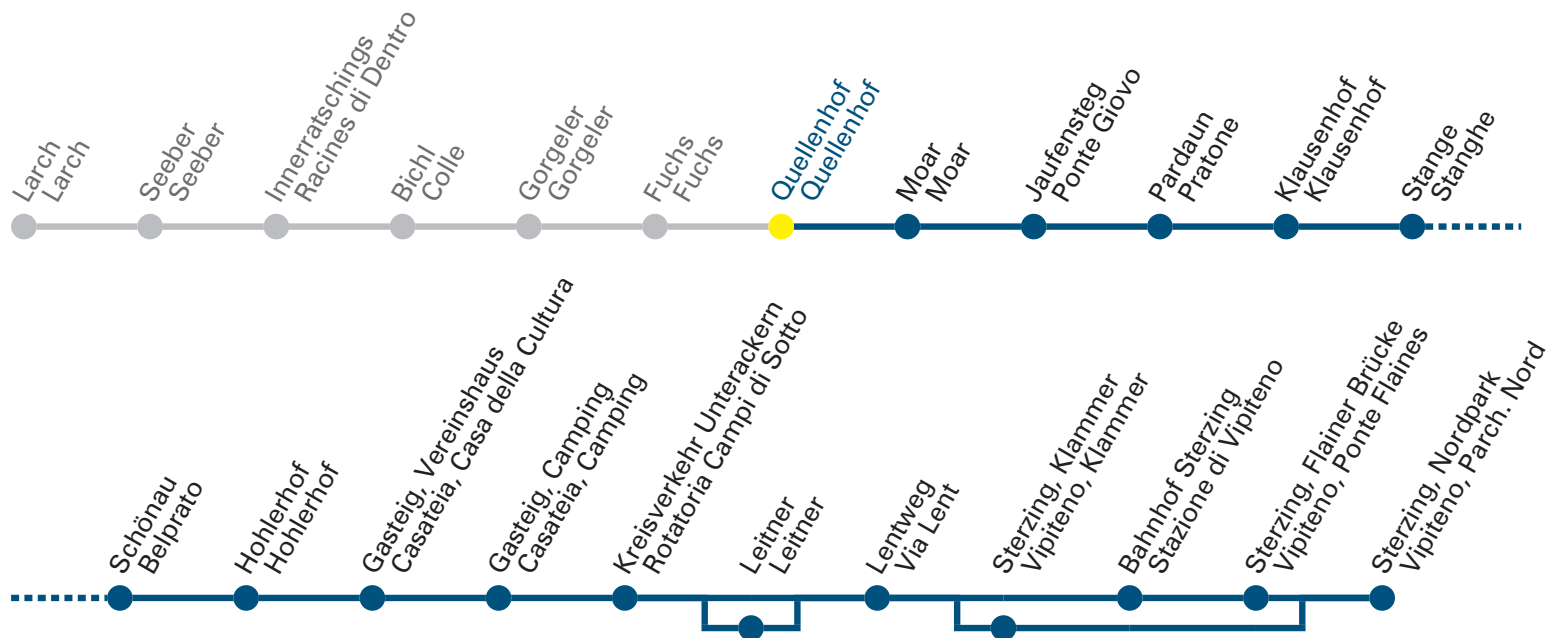 Larch
Larch
Seeber
Seeber
Innerratschings
Racines di Dentro
Bichl
Colle
Gorgeler
Gorgeler
Fuchs
Fuchs
Quellenhof
Quellenhof
Moar
Moar
Jaufensteg
Ponte Giovo
Pardaun
Pratone
Klausenhof
Klausenhof
Stange
Stanghe
Schönau
Belprato
Hohlerhof
Hohlerhof
Gasteig, Vereinshaus
Casateia, Casa della Cultura
Gasteig, Camping
Casateia, Camping
Kreisverkehr Unterackern
Rotatoria Campi di Sotto
Leitner
Leitner
Lentweg
Via Lent
Sterzing, Klammer
Vipiteno, Klammer
Bahnhof Sterzing
Stazione di Vipiteno
Sterzing, Flainer Brücke
Vipiteno, Ponte Flaines
Sterzing, Nordpark
Vipiteno, Parch. Nord